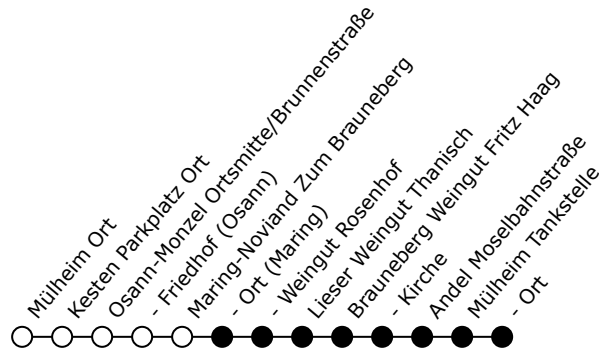 Mülheim Ort
Kesten Parkplatz Ort
Osann-Monzel Ortsmitte/Brunnenstraße
- Friedhof (Osann)
Maring-Noviand Zum Brauneberg
- Ort (Maring)
- Weingut Rosenhof
Lieser Weingut Thanisch
Brauneberg Weingut Fritz Haag
- Kirche
Andel Moselbahnstraße
Mülheim Tankstelle
- Ort